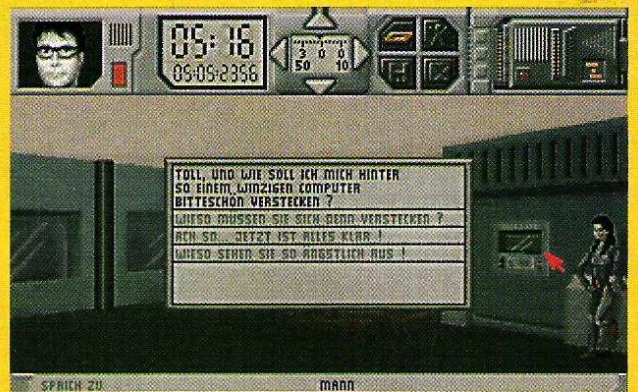 05:16
05:05:2356
3 0 0
50 10
TOLL, UND WIE SOLL ICH MICH HINTER
SO EINEM WINZIGEN COMPUTER
BITTESCHÖN VERSTECKEN ?
WIESO MÜSSEN SIE SICH DENN VERSTECKEN ?
ACH SO... JETZT IST ALLES KLAR !
WIESO SEHEN SIE SO ÄNGSTLICH AUS !
SPRICH ZU MANN